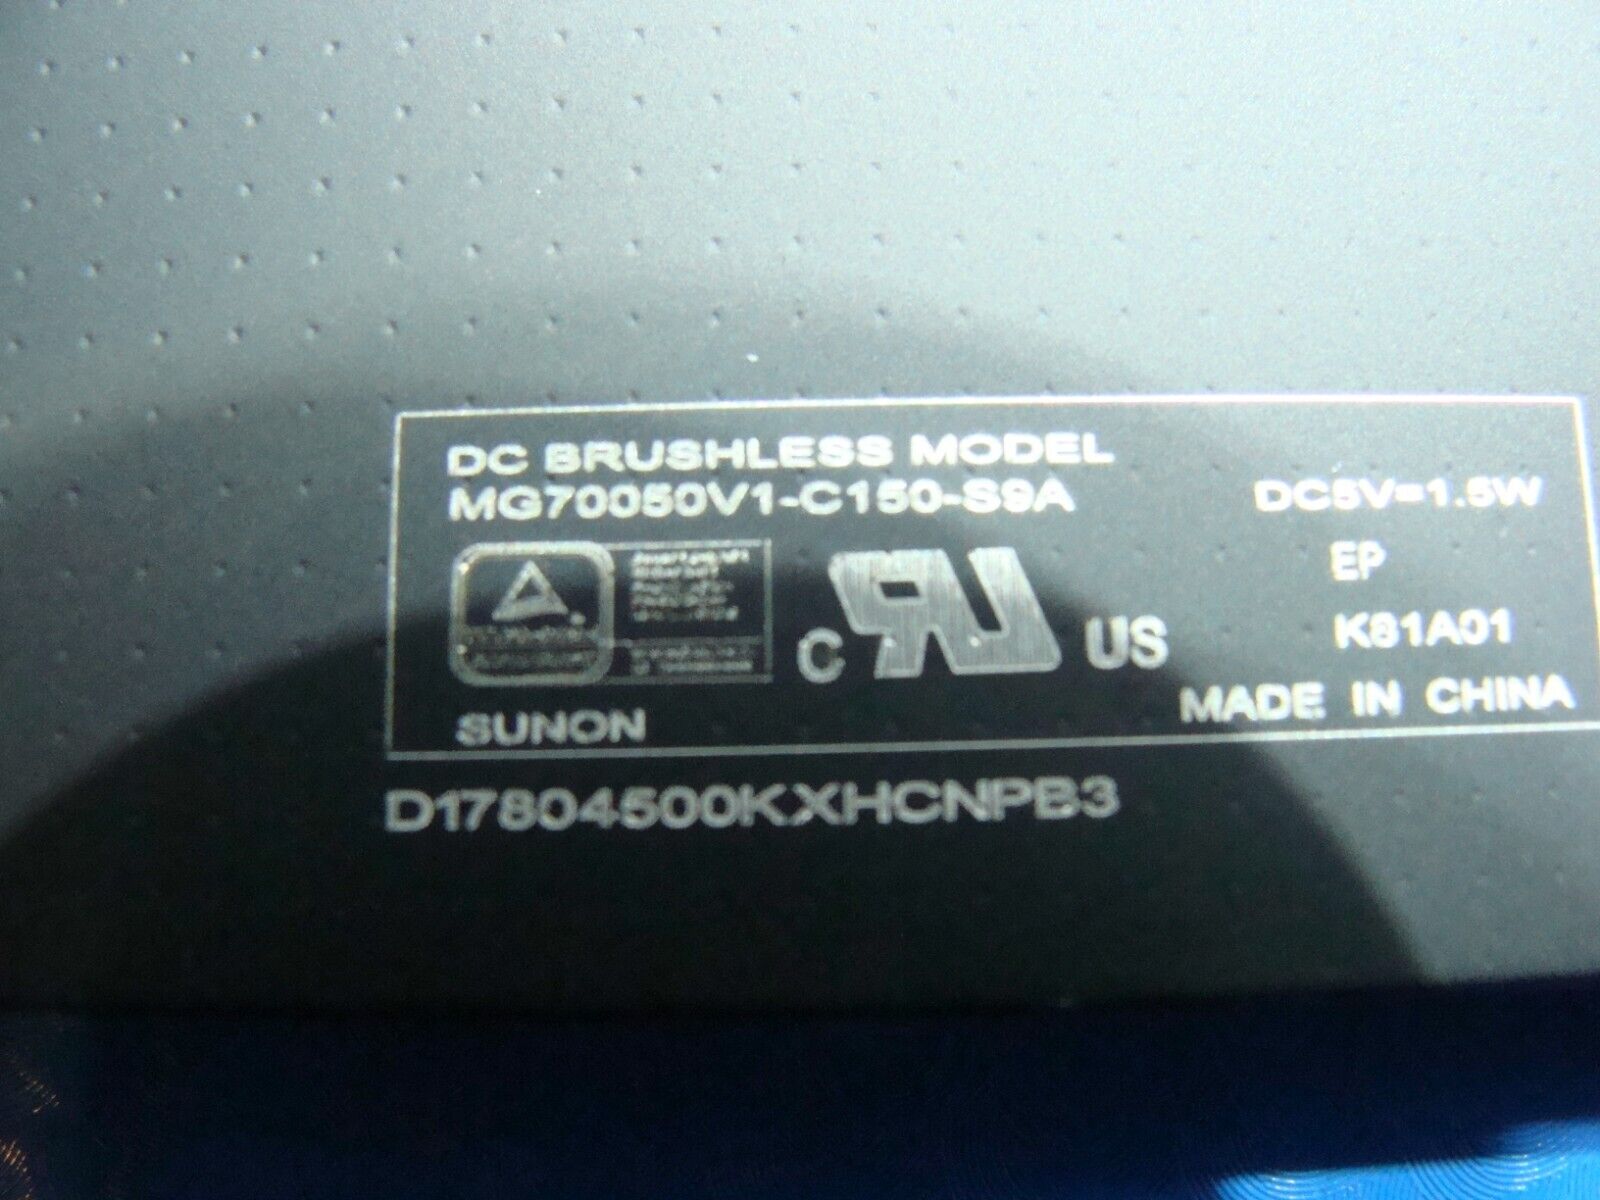 DC BRUSHLESS MODEL
MG70050V1-C150-S9A
DC5V=1.5W
EP
K81A01
C
US
MADE IN CHINA
SUNON
D17804500KXHCNPB3